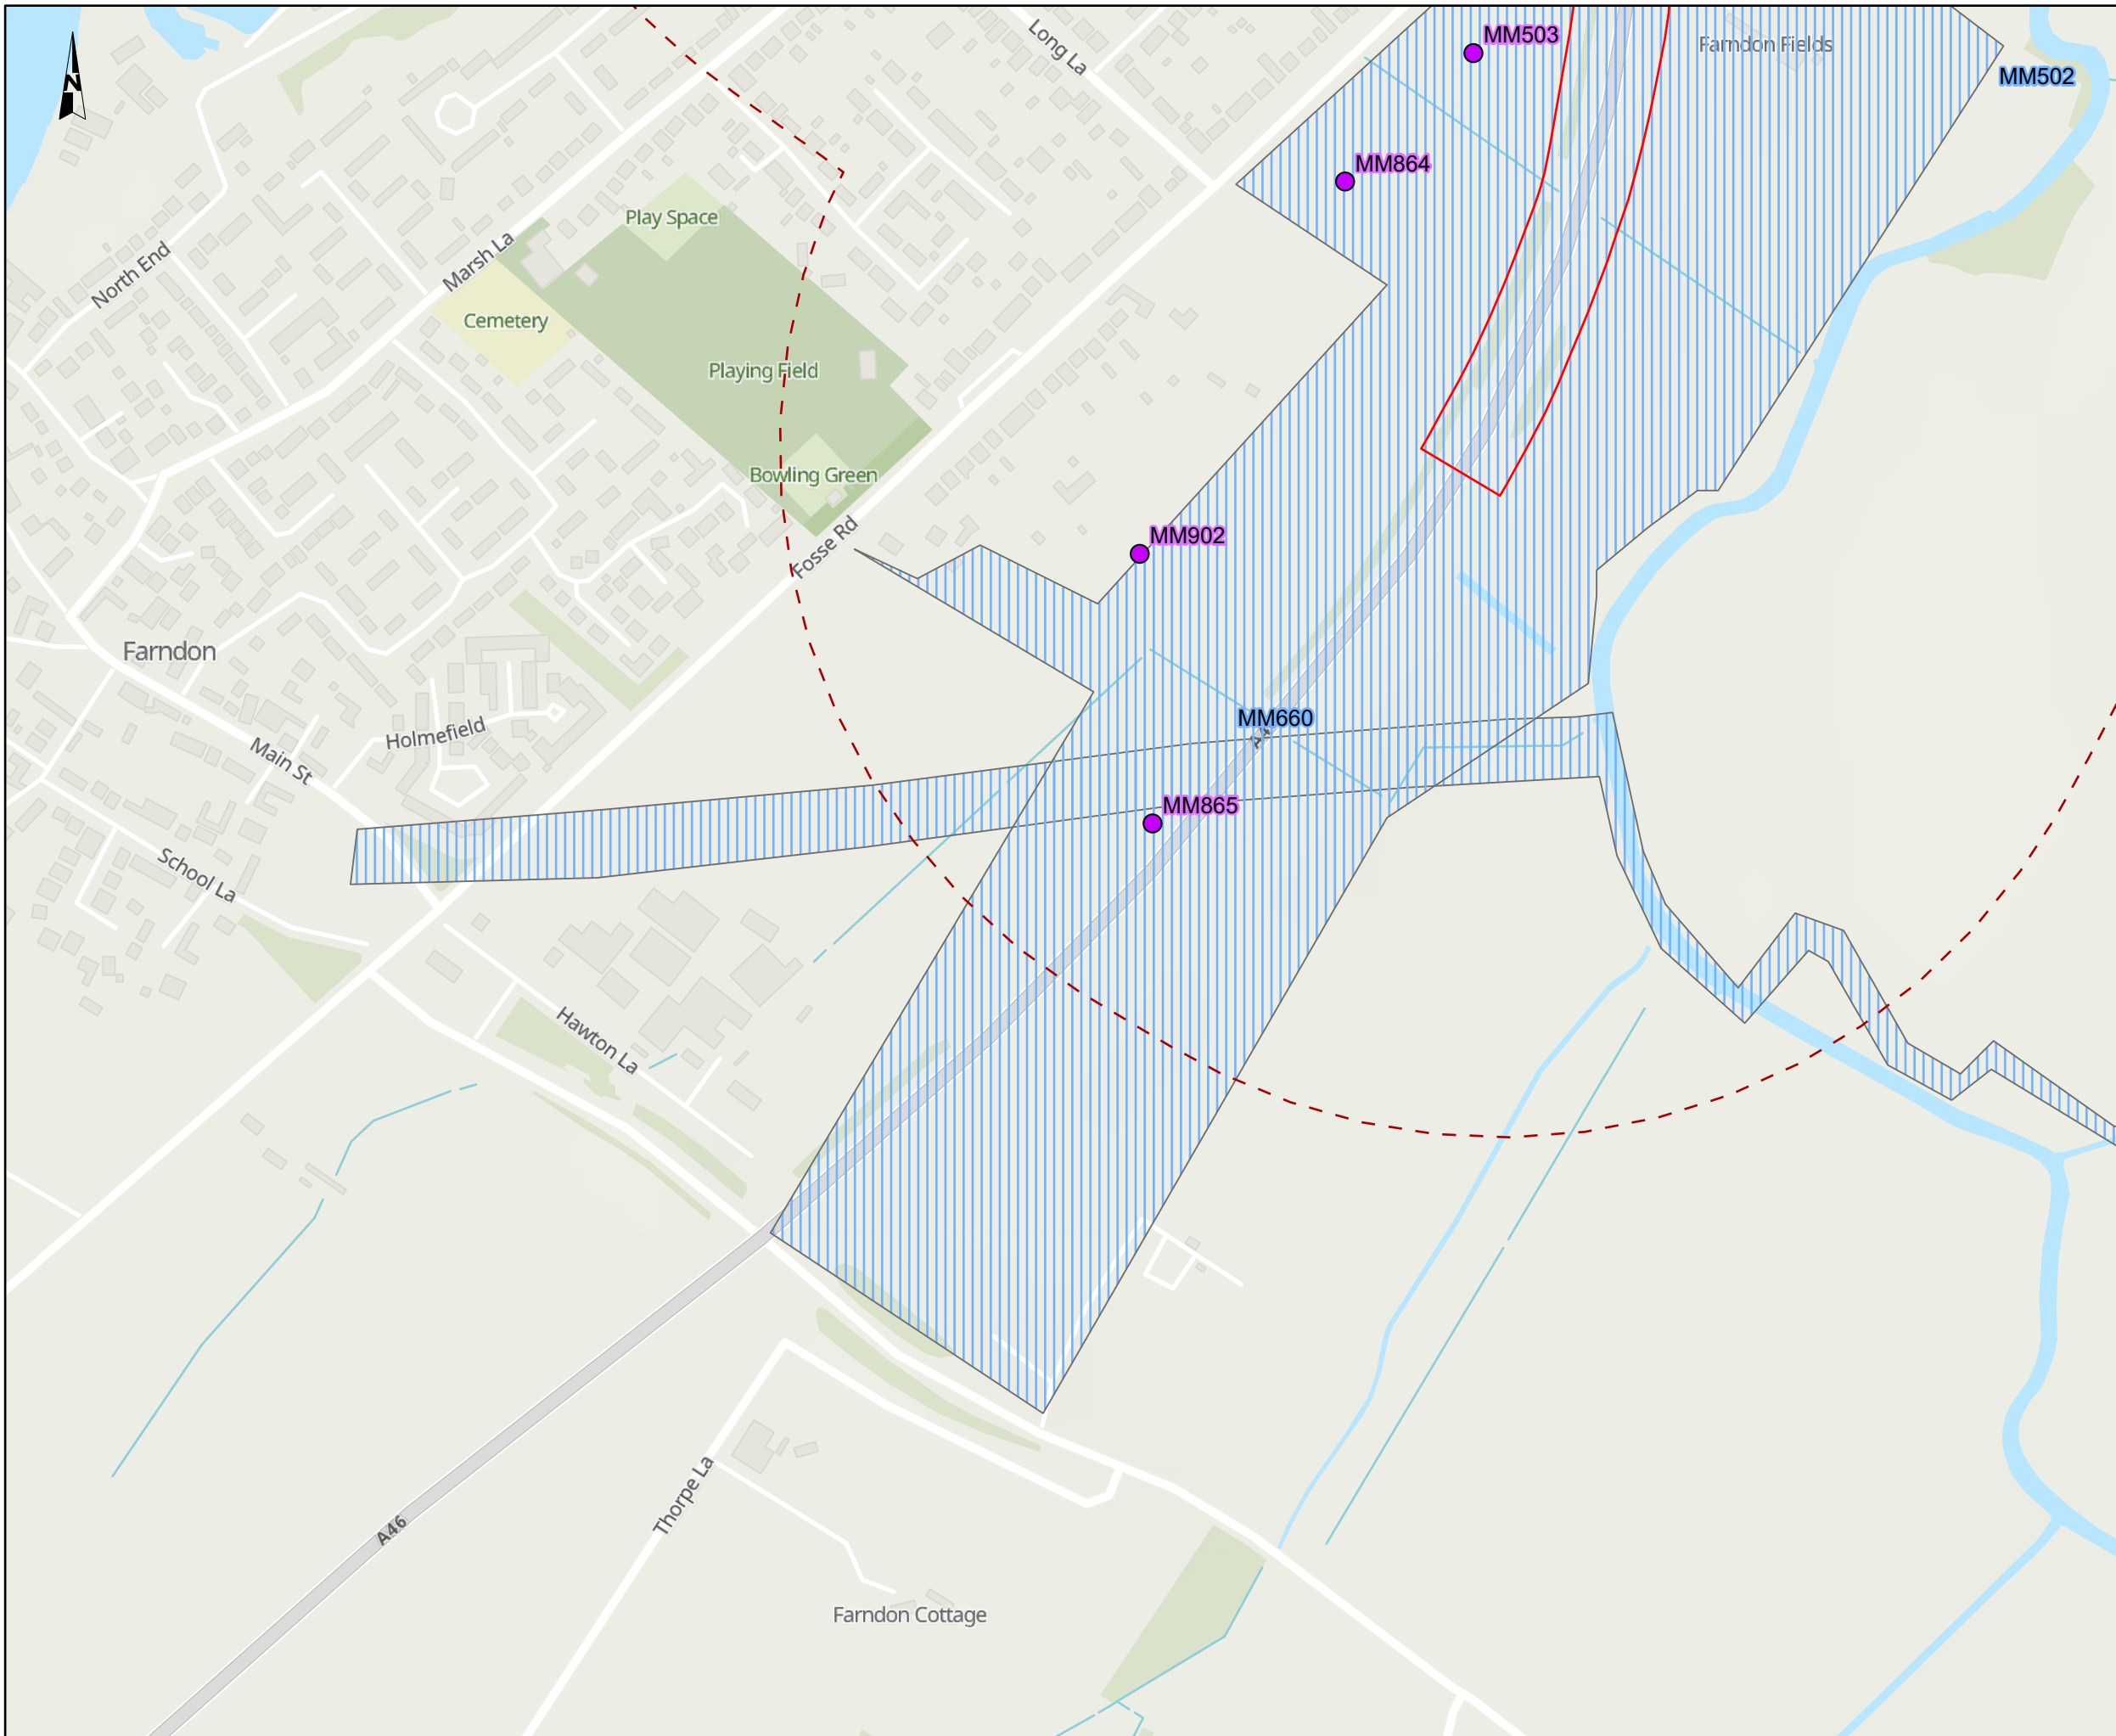 N
Long La
MM503
Farndon Fields
MM502
MM864
Play Space
North End
Marsh La
Cemetery
Playing Field
Bowling Green
Fosse Rd
MM902
Farndon
Holmefield
Main St
MM660
MM865
School La
Hawton La
Thorpe La
A46
Farndon Cottage